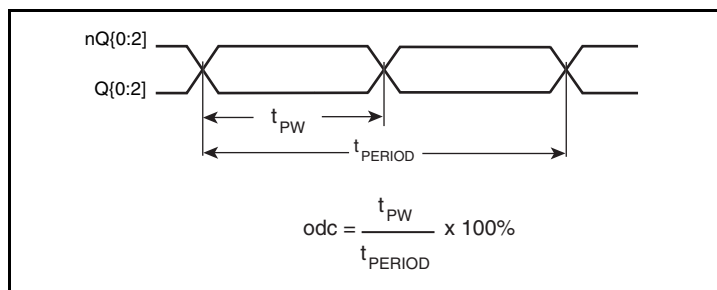 nQ{0:2]
Q{0:2]
tPW
tPERIOD
odc = tPW / tPERIOD x 100%